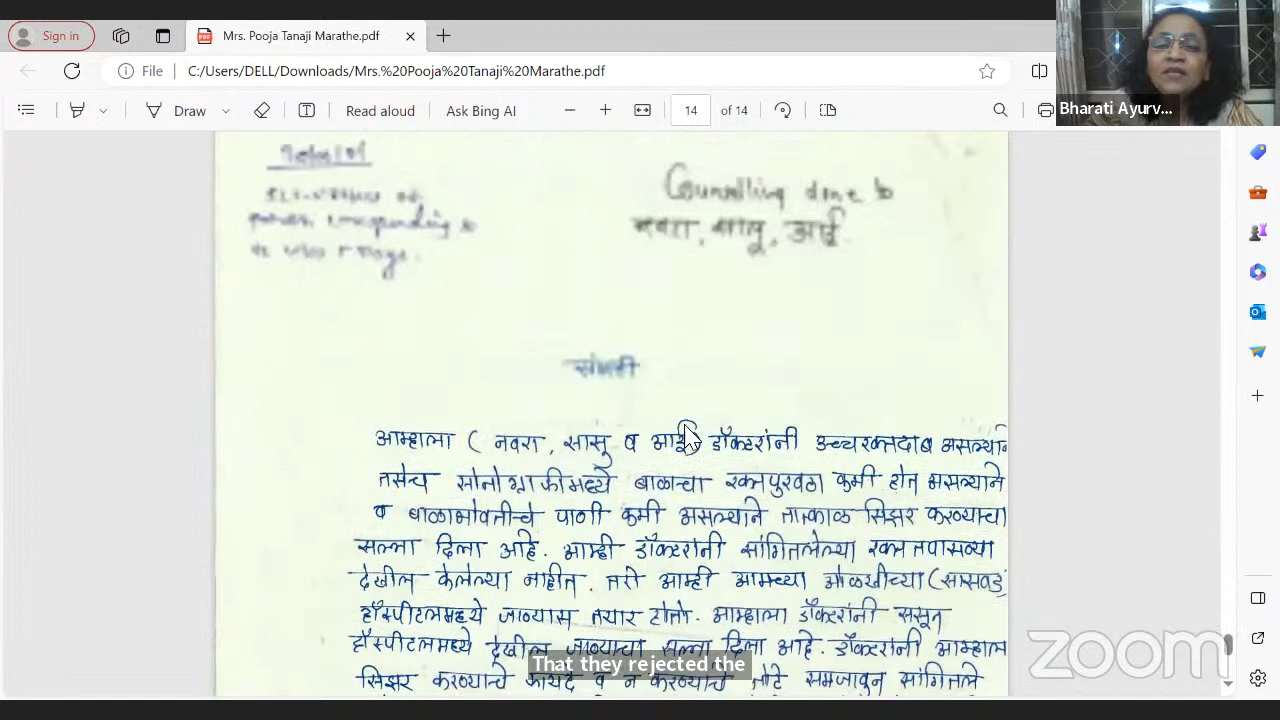 Sign in
Mrs. Pooja Tanaji Marathe.pdf
File
C:/Users/DELL/Downloads/Mrs.%20Pooja%20Tanaji%20Marathe.pdf
Draw
Read aloud
Ask Bing AI
14
of 14
Bharati Ayurv...
Counselling done to
नवरा, सासू, आई.
संमती
आम्हाला ( नवरा, सासू व आई डॉक्टरांनी उच्चरक्तदाब असल्याने
तसेच सोनोग्राफीमध्ये बाळाचा रक्तपुरवठा कमी होत असल्याने
व बाळाभोवतीचे पाणी कमी असल्याने तात्काळ सिझर करण्याचा
सल्ला दिला आहे. आम्ही डॉक्टरांनी सांगितलेल्या रक्त तपासण्या
देखील केलेल्या नाहीत. तरी आम्ही आमच्या ओळखीच्या (सासवड
हॉस्पीटलमध्ये जाण्यास तयार होतो. आम्हाला डॉक्टरांनी ससून
हॉस्पीटलमध्ये देखील जाण्याचा सल्ला दिला आहे. डॉक्टरांनी आम्हाला
सिझर करण्याचे फायदे व न करण्याचे तोटे समजावून सांगितले
That they rejected the
zoom